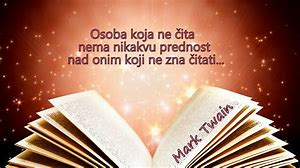 Osoba koja ne čita
nema nikakvu prednost
nad onim koji ne zna čitati...
Mark Twain